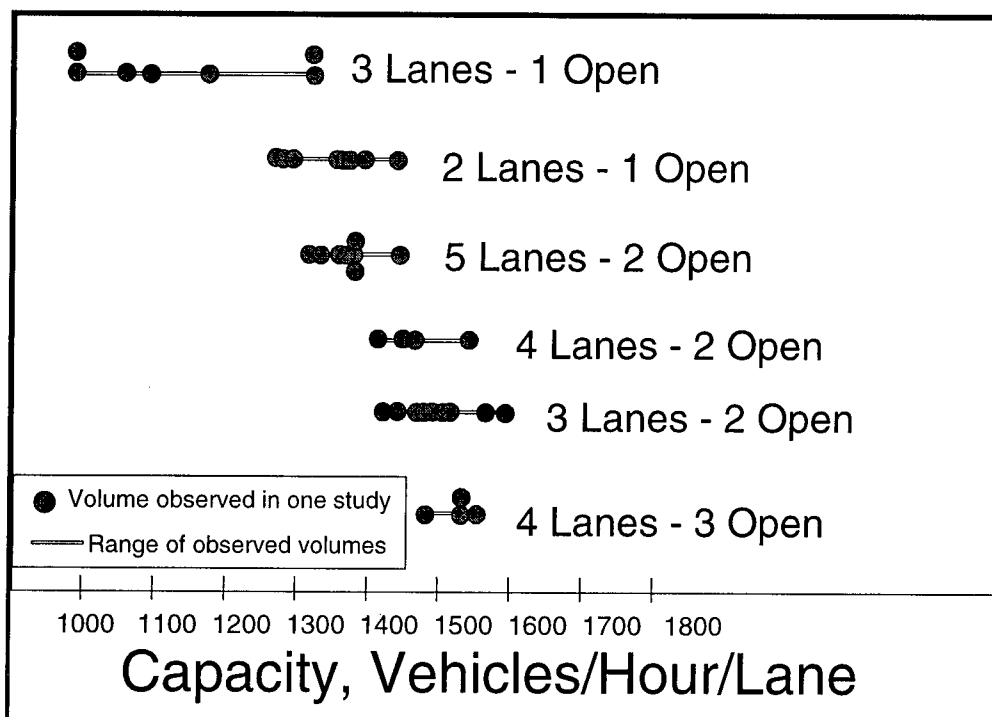 3 Lanes - 1 Open
2 Lanes - 1 Open
5 Lanes - 2 Open
4 Lanes - 2 Open
3 Lanes - 2 Open
4 Lanes - 3 Open
Volume observed in one study
Range of observed volumes
1000 1100 1200 1300 1400 1500 1600 1700 1800
Capacity, Vehicles/Hour/Lane